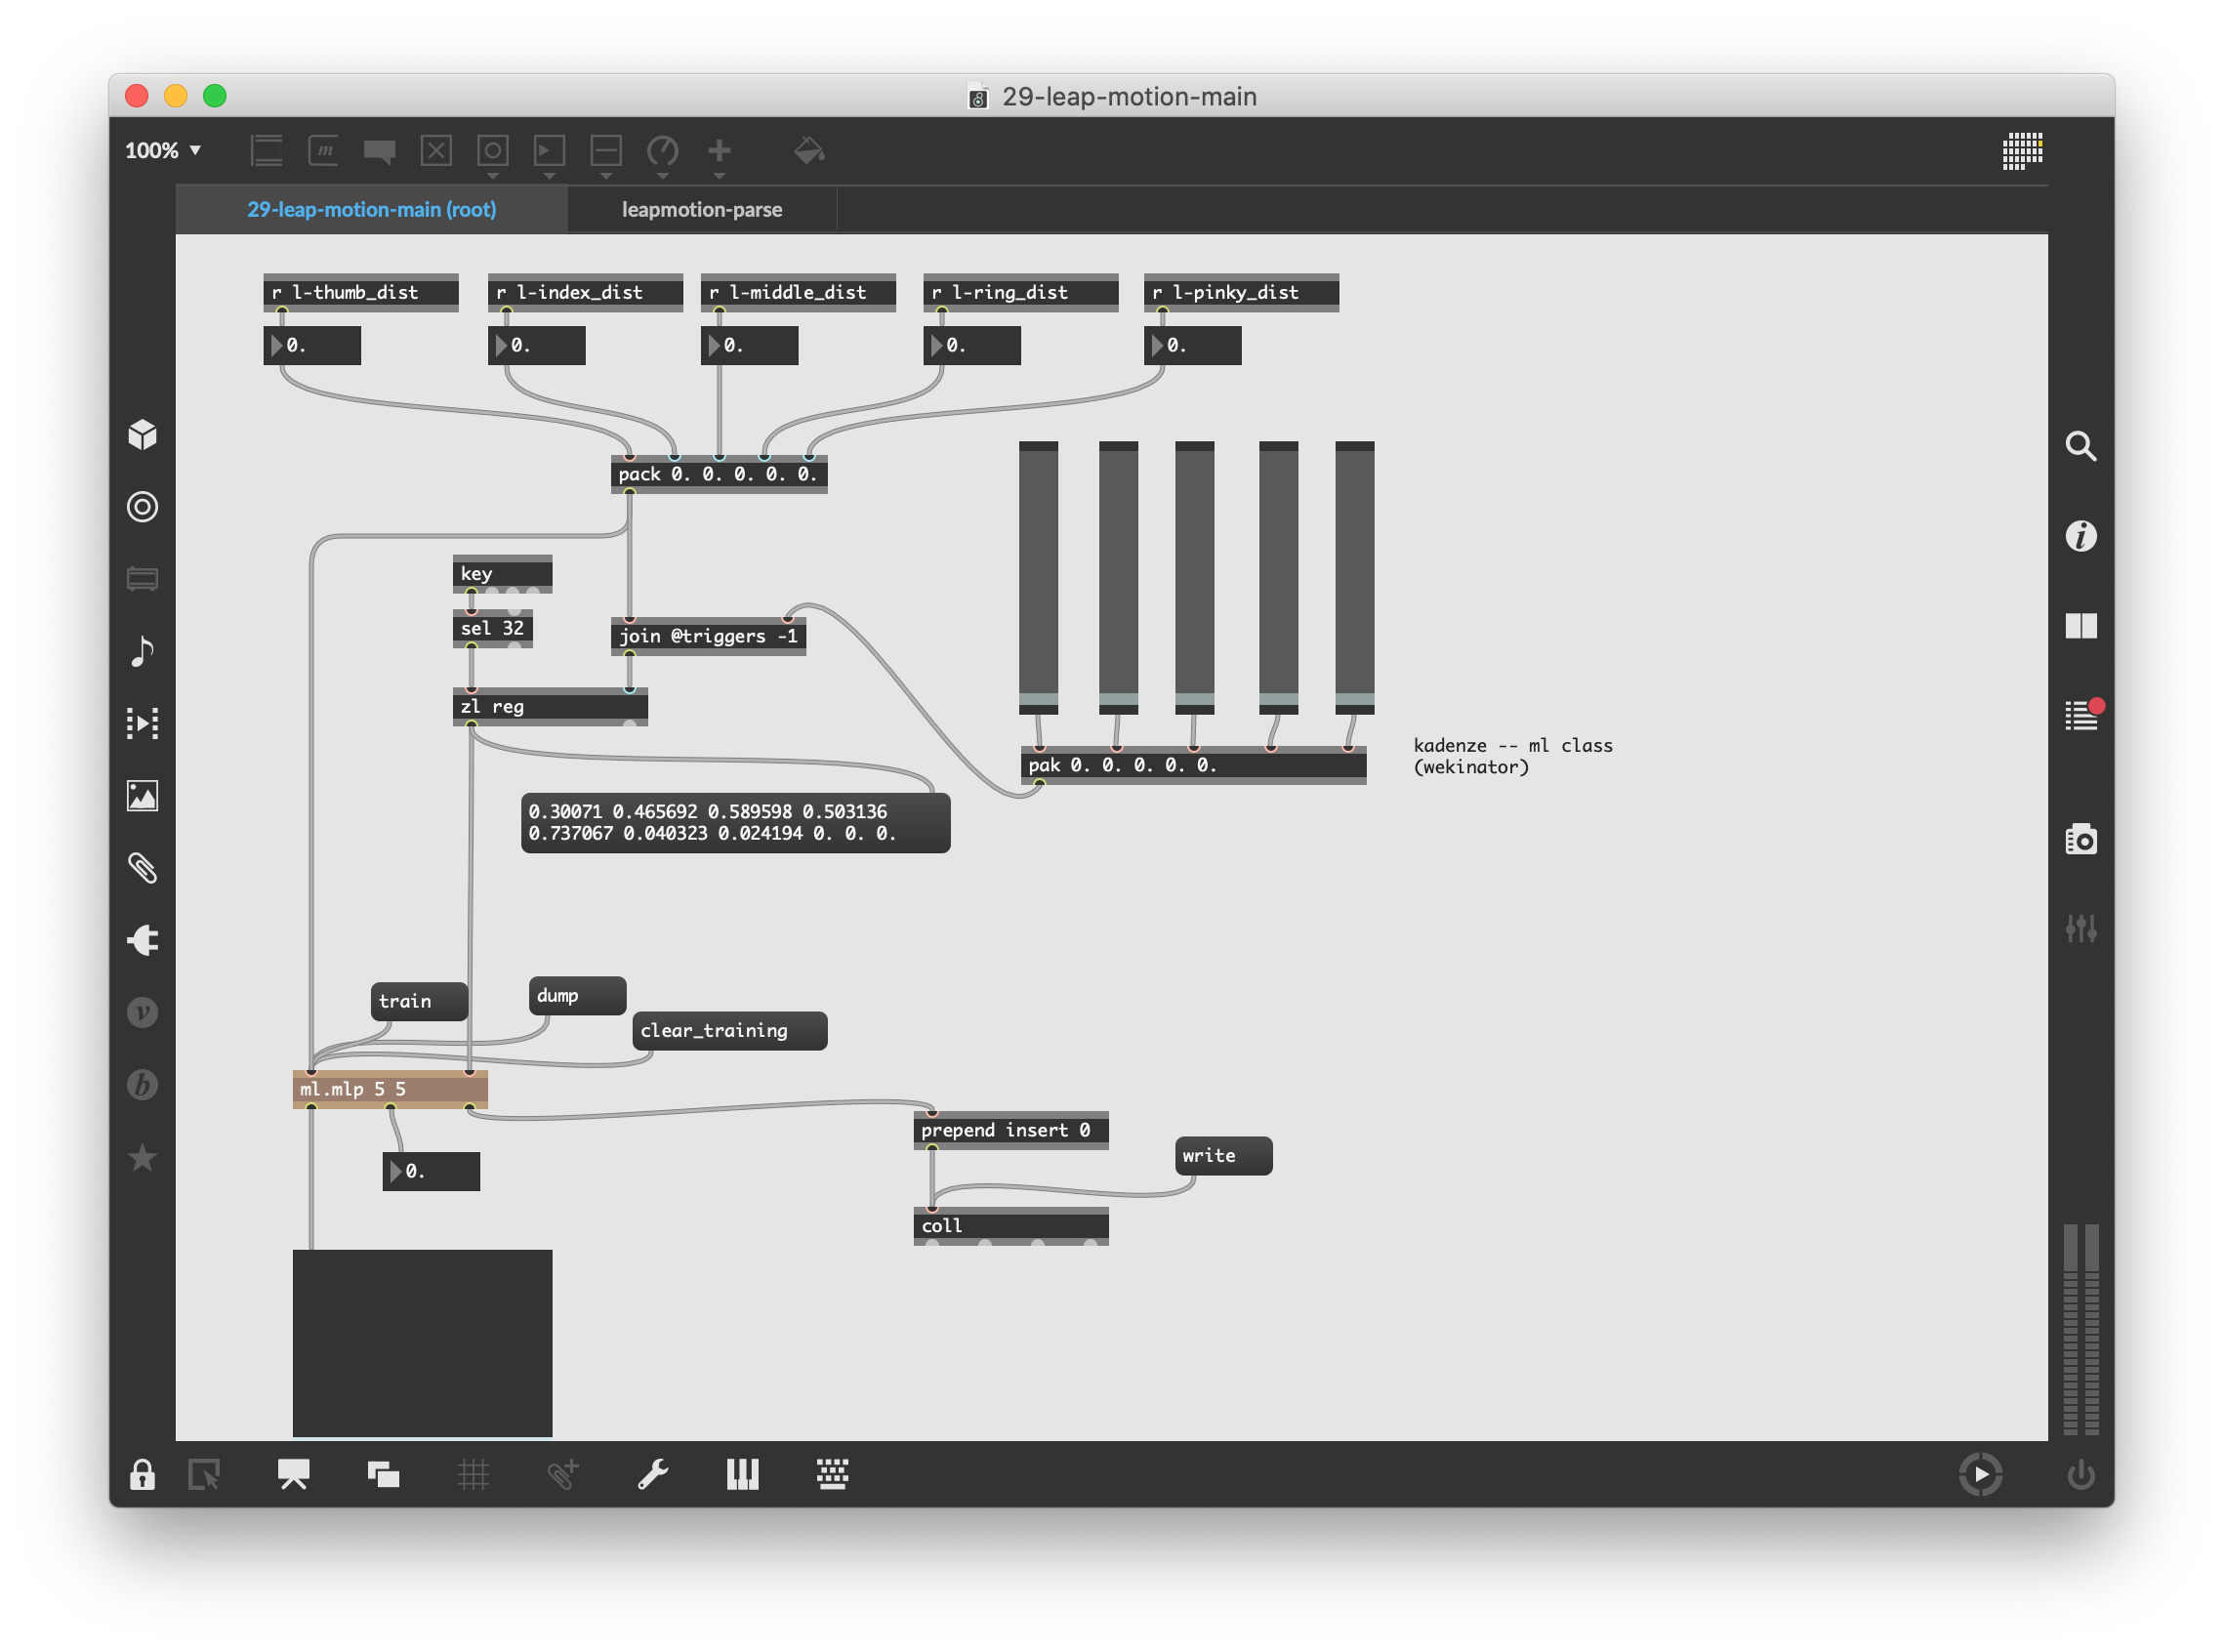 29-leap-motion-main
100%
29-leap-motion-main (root)
leapmotion-parse
r l-thumb_dist
r l-index_dist
r l-middle_dist
r l-ring_dist
r l-pinky_dist
0.
0.
0.
0.
0.
pack 0. 0. 0. 0. 0.
key
sel 32
join @triggers -1
zl reg
kadenze -- ml class
(wekinator)
pak 0. 0. 0. 0. 0.
0.30071 0.465692 0.589598 0.503136
0.737067 0.040323 0.024194 0. 0. 0.
train
dump
clear_training
ml.mlp 5 5
prepend insert 0
write
0.
coll